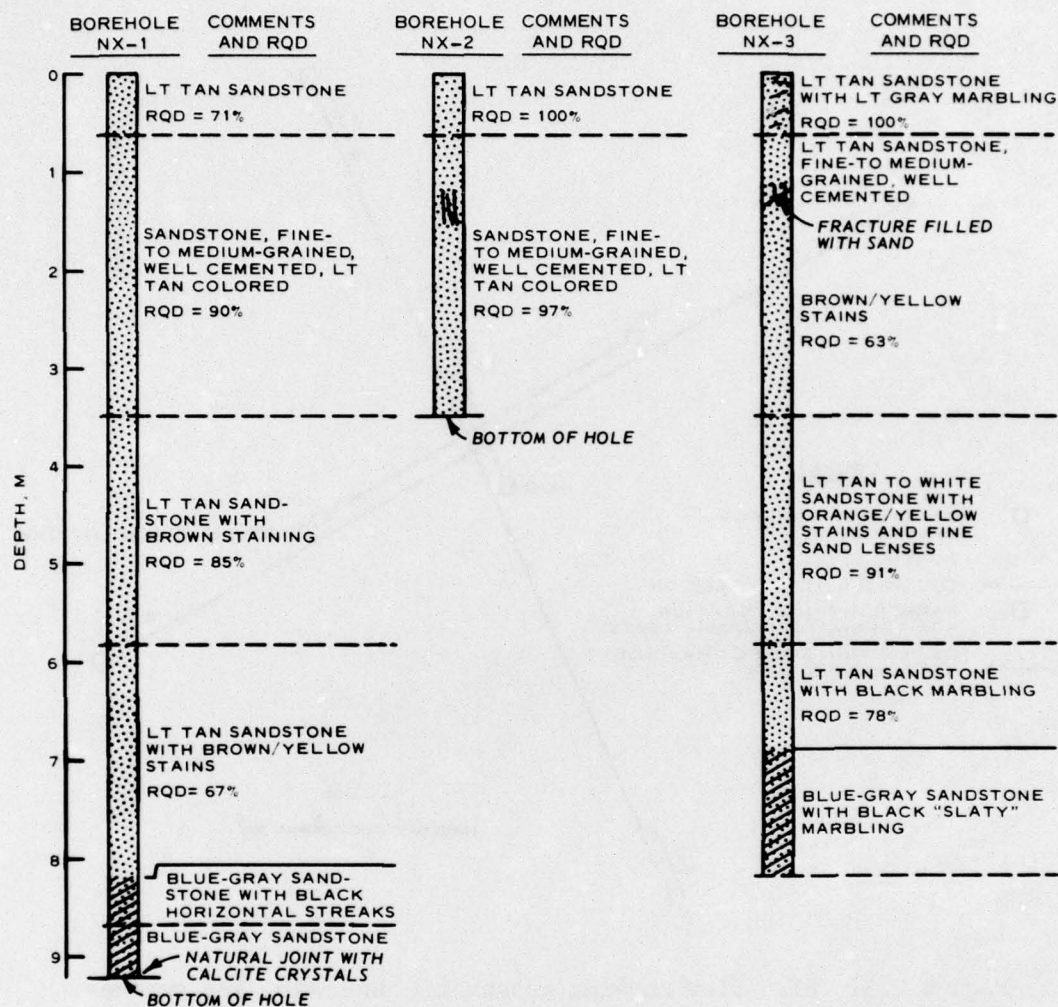 BOREHOLE
NX-1
COMMENTS
AND RQD
BOREHOLE
NX-2
COMMENTS
AND RQD
BOREHOLE
NX-3
COMMENTS
AND RQD
DEPTH, M
0
1
2
3
4
5
6
7
8
9
LT TAN SANDSTONE
RQD = 71%
SANDSTONE, FINE-
TO MEDIUM-GRAINED,
WELL CEMENTED, LT
TAN COLORED
RQD = 90%
LT TAN SAND-
STONE WITH
BROWN STAINING
RQD = 85%
LT TAN SANDSTONE
WITH BROWN/YELLOW
STAINS
RQD= 67%
BLUE-GRAY SAND-
STONE WITH BLACK
HORIZONTAL STREAKS
BLUE-GRAY SANDSTONE
NATURAL JOINT WITH
CALCITE CRYSTALS
BOTTOM OF HOLE
LT TAN SANDSTONE
RQD = 100%
SANDSTONE, FINE-
TO MEDIUM-GRAINED,
WELL CEMENTED, LT
TAN COLORED
RQD = 97%
BOTTOM OF HOLE
LT TAN SANDSTONE
WITH LT GRAY MARBLING
RQD = 100%
LT TAN SANDSTONE,
FINE-TO MEDIUM-
GRAINED, WELL
CEMENTED
FRACTURE FILLED
WITH SAND
BROWN/YELLOW
STAINS
RQD = 63%
LT TAN TO WHITE
SANDSTONE WITH
ORANGE/YELLOW
STAINS AND FINE
SAND LENSES
RQD = 91%
LT TAN SANDSTONE
WITH BLACK MARBLING
RQD = 78%
BLUE-GRAY SANDSTONE
WITH BLACK "SLATY"
MARBLING